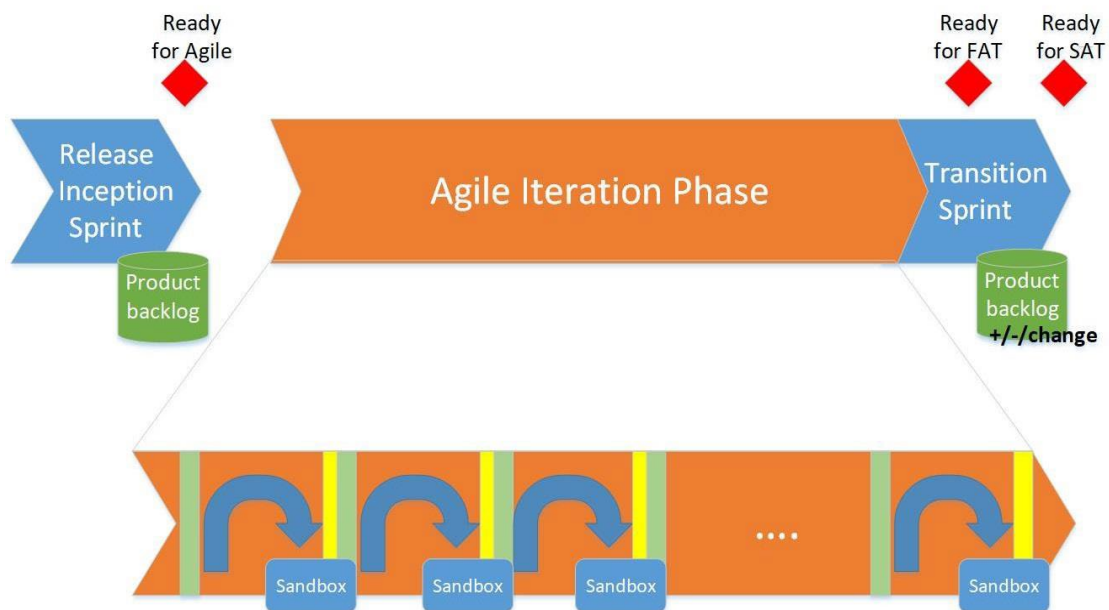 Ready
for Agile
Ready
for FAT
Ready
for SAT
Release
Inception
Sprint
Agile Iteration Phase
Transition
Sprint
Product
backlog
Product
backlog
+/-/change
....
Sandbox
Sandbox
Sandbox
Sandbox